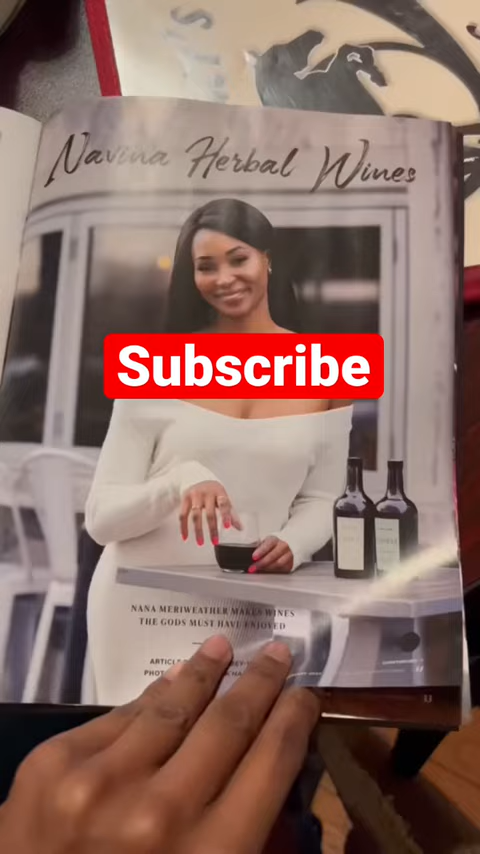 Navina Herbal Wines
Subscribe
NANA MERIWEATHER MAKES WINES
THE GODS MUST HAVE ENJOYED